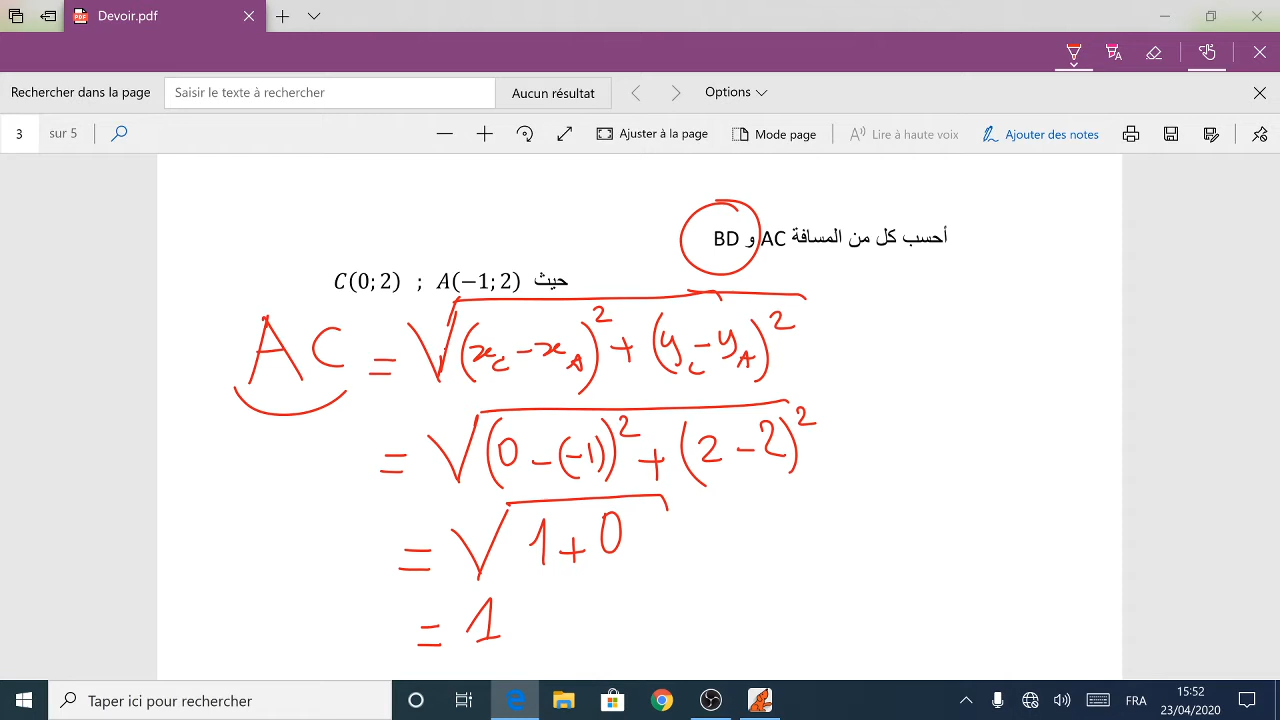 Devoir.pdf
Rechercher dans la page
Saisir le texte à rechercher
Aucun résultat
Options
3 sur 5
Ajuster à la page
Mode page
Lire à haute voix
Ajouter des notes
أحسب كل من المسافة AC و BD
حيث A(−1; 2) ; C(0; 2)
AC = √((x_C − x_A)² + (y_C − y_A)²)
= √((0 − (−1))² + (2 − 2)²)
= √(1 + 0)
= 1
Taper ici pour rechercher
FRA
15:52
23/04/2020